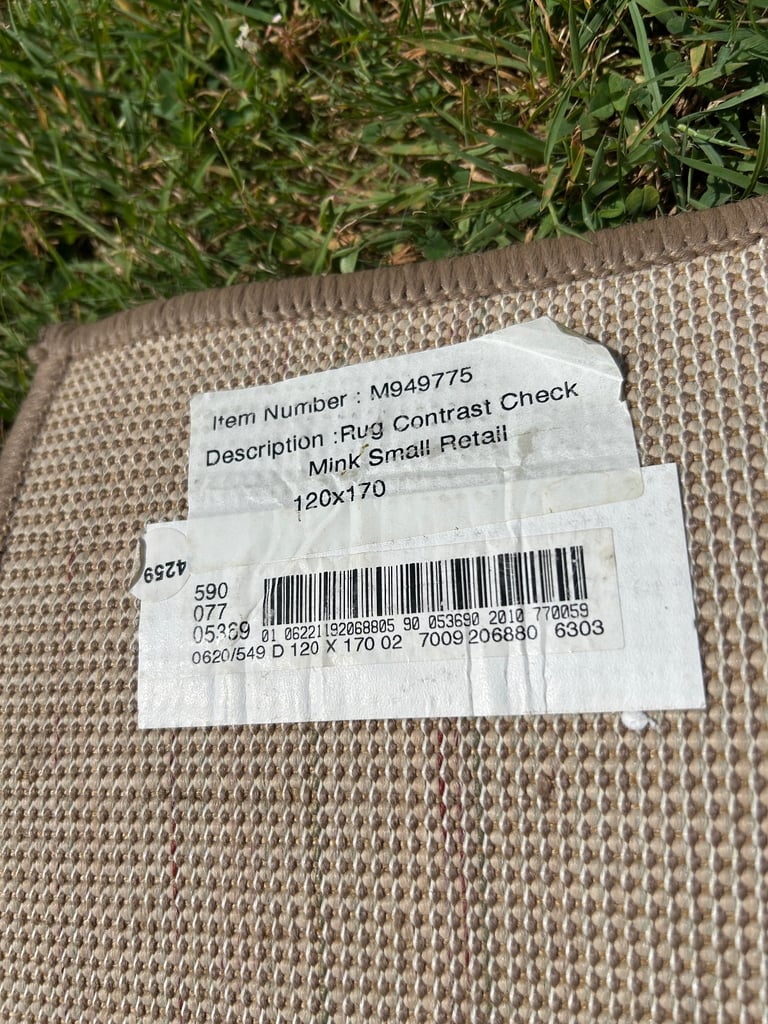 Item Number : M949775
Description :Rug Contrast Check
Mink Small Retail
120x170
4259
590
077
05369
01 06221192068805 90 053690 2010 770059
0620/549 D 120 X 170 02 7009 206880 6303